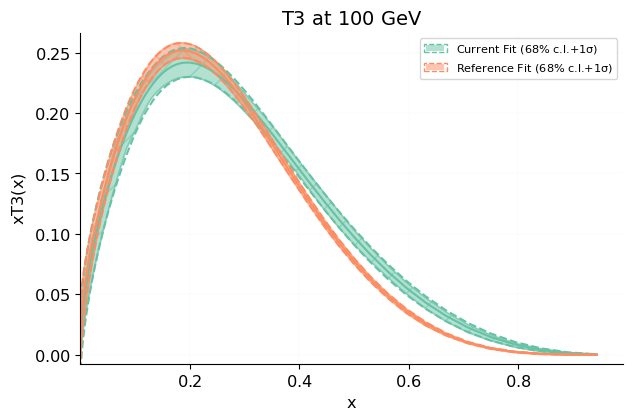 T3 at 100 GeV
Current Fit (68% c.l.+1σ)
Reference Fit (68% c.l.+1σ)
xT3(x)
0.25
0.20
0.15
0.10
0.05
0.00
0.2 0.4 0.6 0.8
x